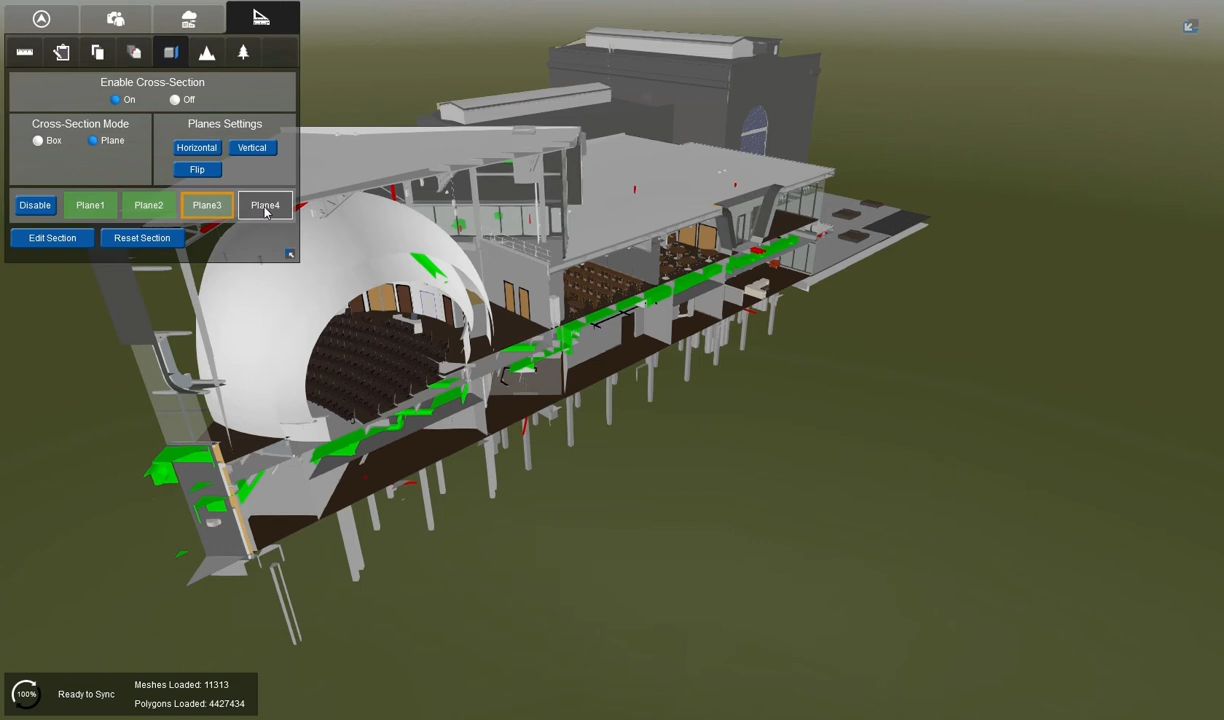 Enable Cross-Section
On Off
Cross-Section Mode
Box Plane
Planes Settings
Horizontal Vertical
Flip
Disable Plane1 Plane2 Plane3 Plane4
Edit Section Reset Section
100% Ready to Sync
Meshes Loaded: 11313
Polygons Loaded: 4427434